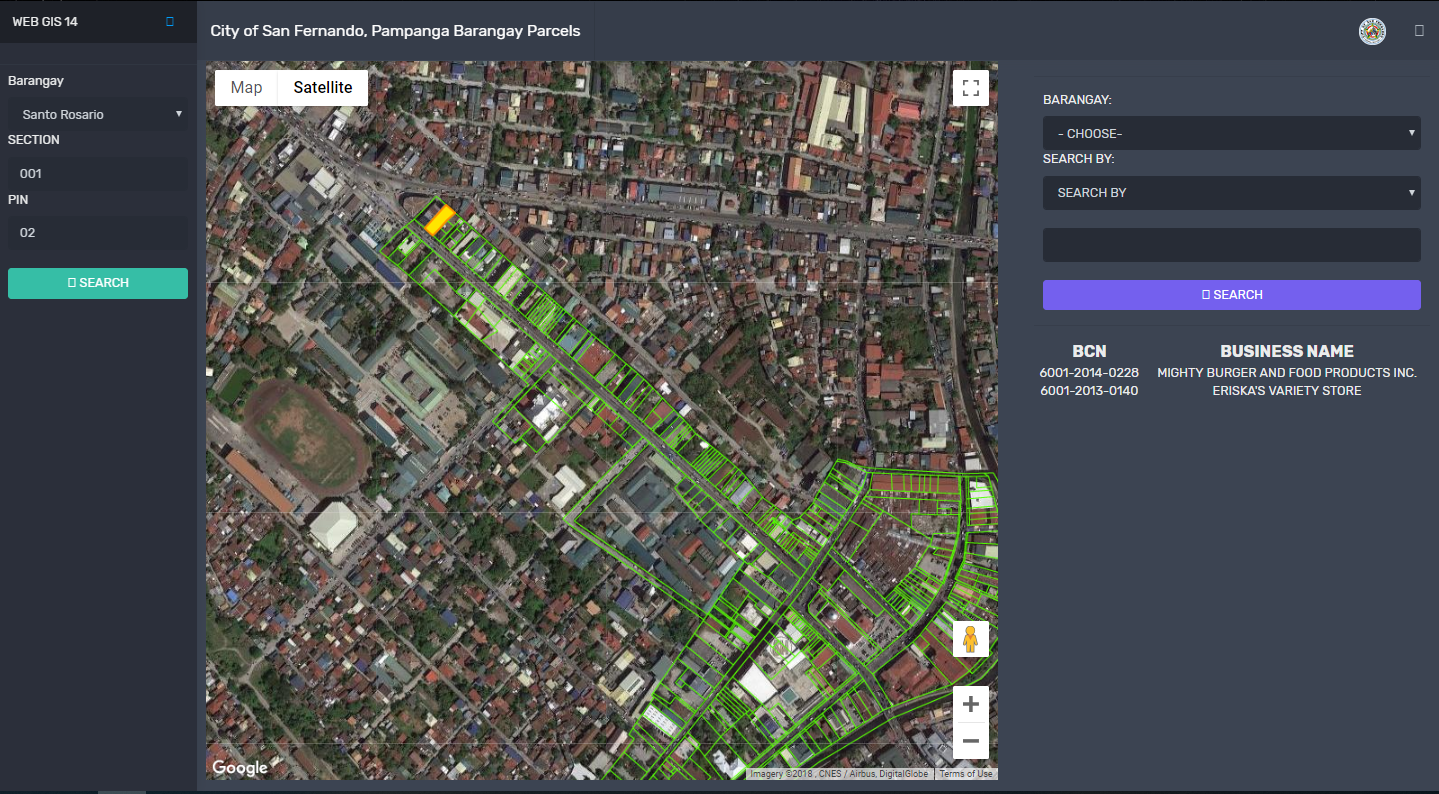 WEB GIS 14
City of San Fernando, Pampanga Barangay Parcels
Barangay
Santo Rosario
SECTION
001
PIN
02
SEARCH
Map
Satellite
Google
Imagery ©2018 , CNES / Airbus, DigitalGlobe
Terms of Use
BARANGAY:
- CHOOSE-
SEARCH BY:
SEARCH BY
SEARCH
BCN BUSINESS NAME
6001-2014-0228 MIGHTY BURGER AND FOOD PRODUCTS INC.
6001-2013-0140 ERISKA'S VARIETY STORE